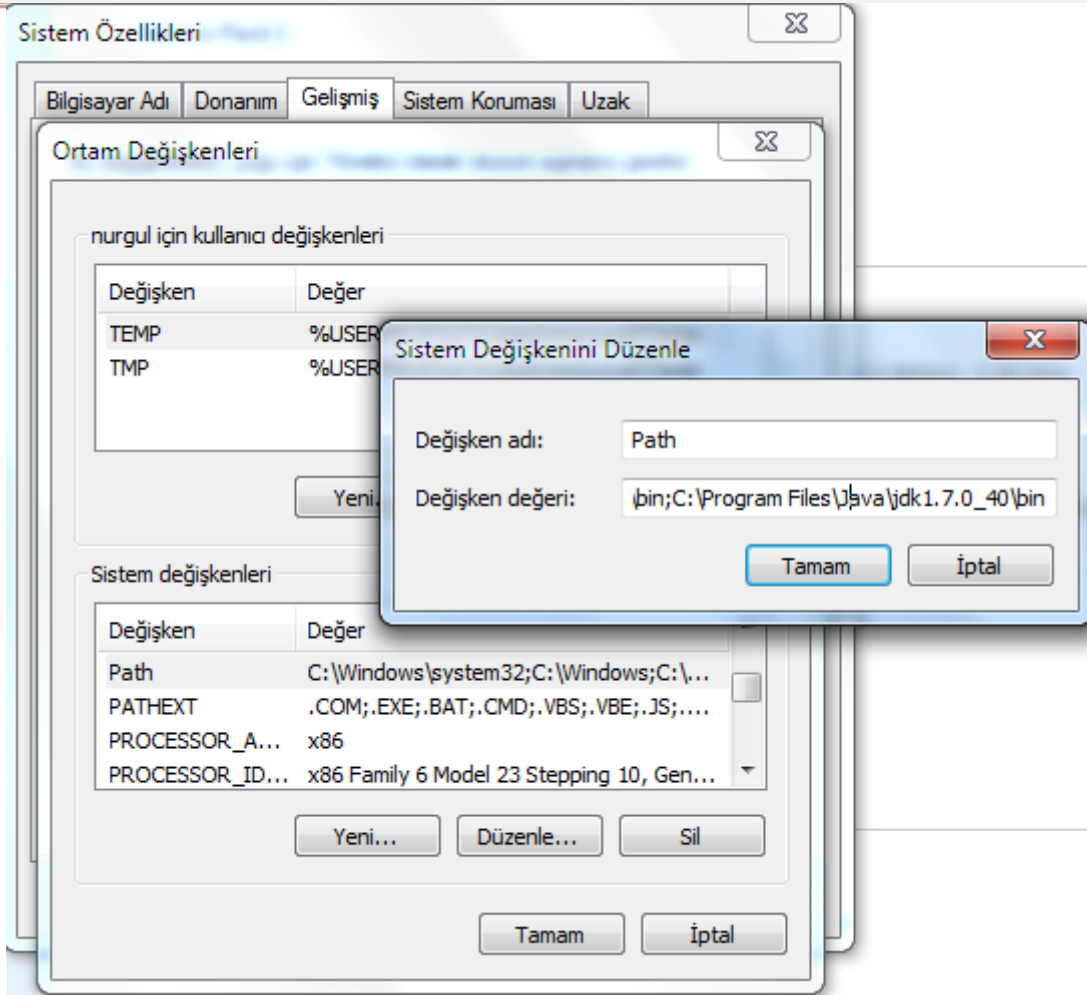 Sistem Özellikleri
Bilgisayar Adı Donanım Gelişmiş Sistem Koruması Uzak
Ortam Değişkenleri
nurgul için kullanıcı değişkenleri
Değişken Değer
TEMP %USER
TMP %USER
Yeni.
Sistem Değişkenini Düzenle
Değişken adı: Path
Değişken değeri: \bin;C:\Program Files\Java\jdk1.7.0_40\bin
Tamam İptal
Sistem değişkenleri
Değişken Değer
Path C:\Windows\system32;C:\Windows;C:\...
PATHEXT .COM;.EXE;.BAT;.CMD;.VBS;.VBE;.JS;....
PROCESSOR_A... x86
PROCESSOR_ID... x86 Family 6 Model 23 Stepping 10, Gen...
Yeni... Düzenle... Sil
Tamam İptal